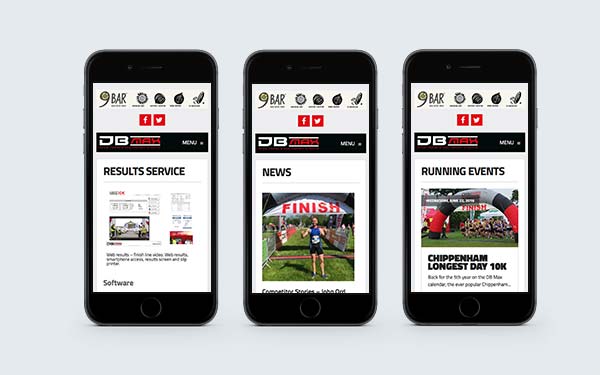 9BAR
DB MAX
MENU ≡
RESULTS SERVICE
Web results – finish line video. Web results,
smartphone access, results screen and slip
printer.
Software
9BAR
DB MAX
MENU ≡
NEWS
FINISH
Competitor Stories – John Ord
9BAR
DB MAX
MENU ≡
RUNNING EVENTS
WEDNESDAY, JUNE 22, 2016
CHIPPENHAM
LONGEST DAY 10K
Back for the 5th year on the DB Max
calendar, the ever popular Chippenham...